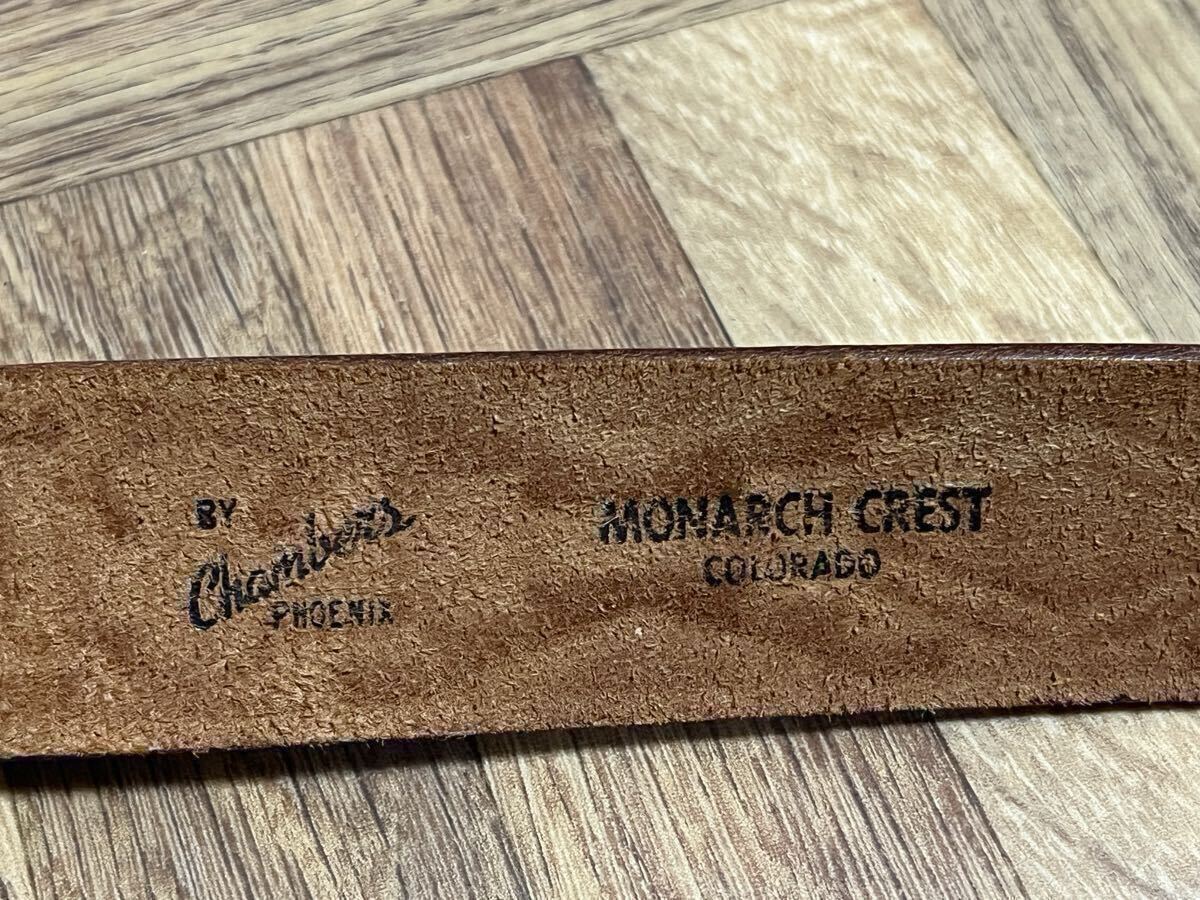 BY
Chambers
PHOENIX
MONARCH CREST
COLORADO